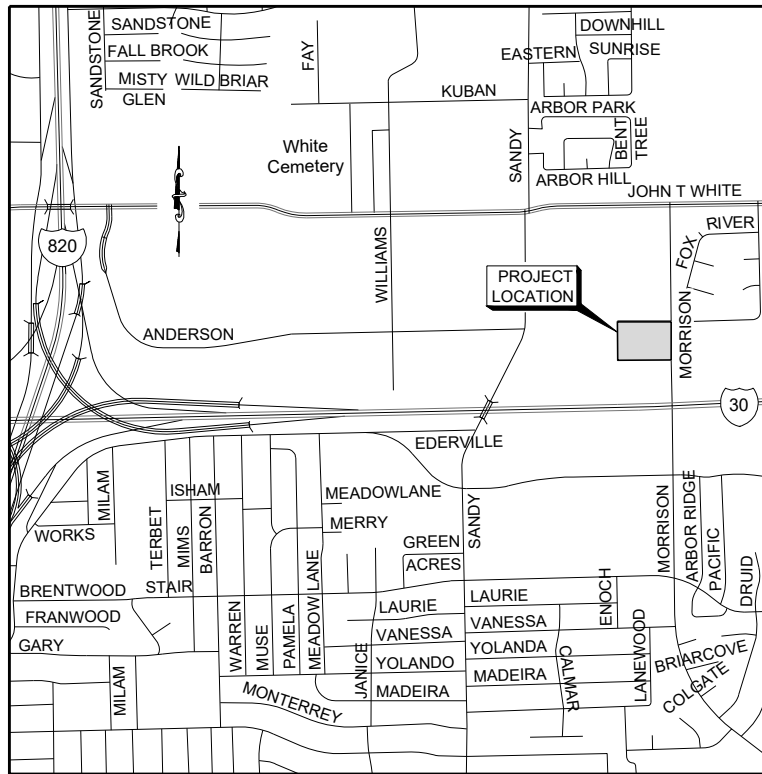 SANDSTONE
DOWNHILL
FALL BROOK
FAY
EASTERN
SUNRISE
SANDSTONE
MISTY
WILD BRIAR
GLEN
KUBAN
ARBOR PARK
White
Cemetery
SANDY
BENT
TREE
ARBOR HILL
JOHN T WHITE
RIVER
FOX
820
WILLIAMS
PROJECT
LOCATION
ANDERSON
MORRISON
30
EDERVILLE
MILAM
ISHAM
MEADOWLANE
TERBET
MIMS
BARRON
MERRY
SANDY
WORKS
GREEN
ACRES
MORRISON
ARBOR RIDGE
PACIFIC
DRUID
BRENTWOOD
STAIR
LAURIE
LAURIE
ENOCH
FRANWOOD
VANESSA
VANESSA
GARY
WARREN
MUSE
PAMELA
MEADOW LANE
JANICE
YOLANDO
YOLANDA
CALMAR
LANEWOOD
BRIARCOVE
MILAM
MADEIRA
MADEIRA
COLGATE
MONTERREY